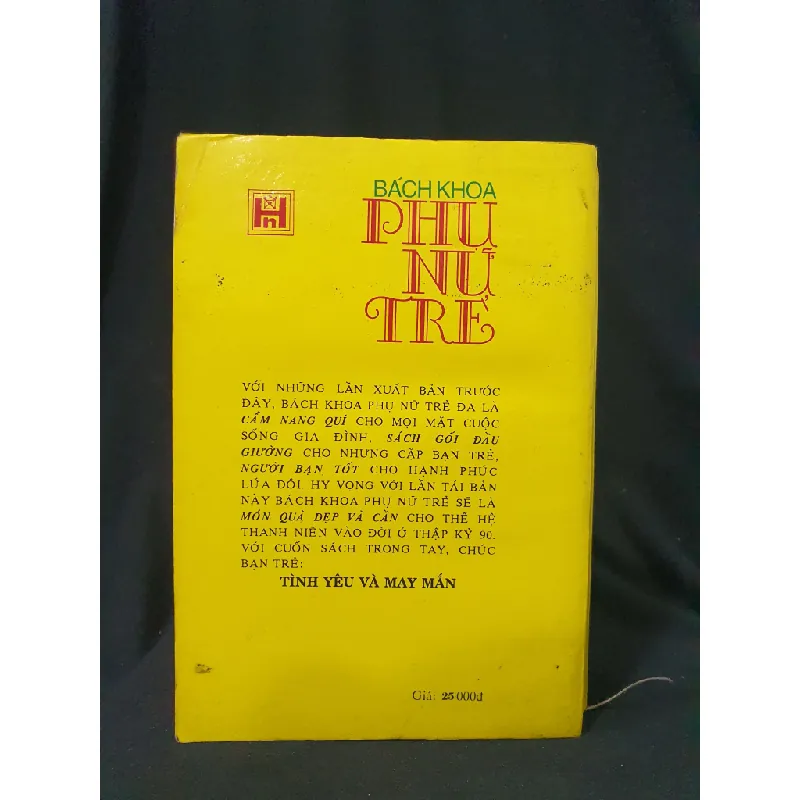 Hn
BÁCH KHOA
PHỤ
NỮ
TRẺ
VỚI NHỮNG LẦN XUẤT BẢN TRƯỚC
ĐÂY, BÁCH KHOA PHỤ NỮ TRẺ ĐÃ LÀ
CẨM NANG QUÍ CHO MỌI MẶT CUỘC
SỐNG GIA ĐÌNH, SÁCH GỐI ĐẦU
GIƯỜNG CHO NHỮNG CẶP BẠN TRẺ,
NGƯỜI BẠN TỐT CHO HẠNH PHÚC
LỨA ĐÔI. HY VỌNG VỚI LẦN TÁI BẢN
NÀY BÁCH KHOA PHỤ NỮ TRẺ SẼ LÀ
MÓN QUÀ ĐẸP VÀ CẦN CHO THẾ HỆ
THANH NIÊN VÀO ĐỜI Ở THẬP KỶ 90.
VỚI CUỐN SÁCH TRONG TAY, CHÚC
BẠN TRẺ:
TÌNH YÊU VÀ MAY MẮN
Giá: 25 000đ